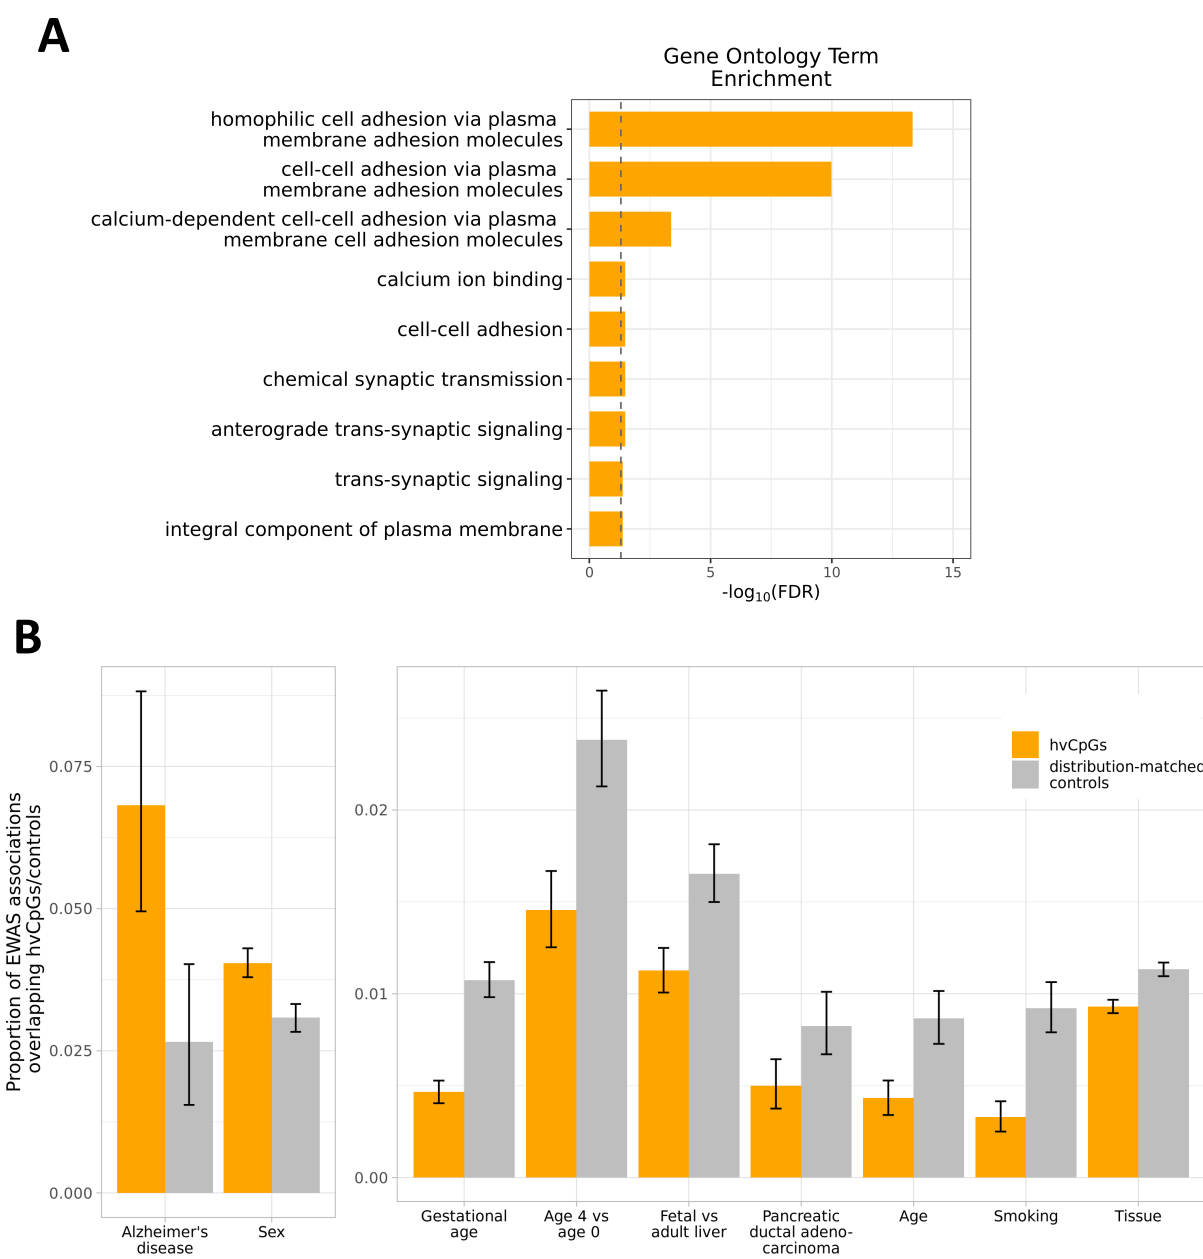 A
Gene Ontology Term
Enrichment
homophilic cell adhesion via plasma
membrane adhesion molecules
cell-cell adhesion via plasma
membrane adhesion molecules
calcium-dependent cell-cell adhesion via plasma
membrane cell adhesion molecules
calcium ion binding
cell-cell adhesion
chemical synaptic transmission
anterograde trans-synaptic signaling
trans-synaptic signaling
integral component of plasma membrane
0 5 10 15
-log10(FDR)
B
Proportion of EWAS associations
overlapping hvCpGs/controls
0.075
0.050
0.025
0.000
Alzheimer's
disease
Sex
0.02
0.01
0.00
hvCpGs
distribution-matched
controls
Gestational
age
Age 4 vs
age 0
Fetal vs
adult liver
Pancreatic
ductal adeno-
carcinoma
Age
Smoking
Tissue